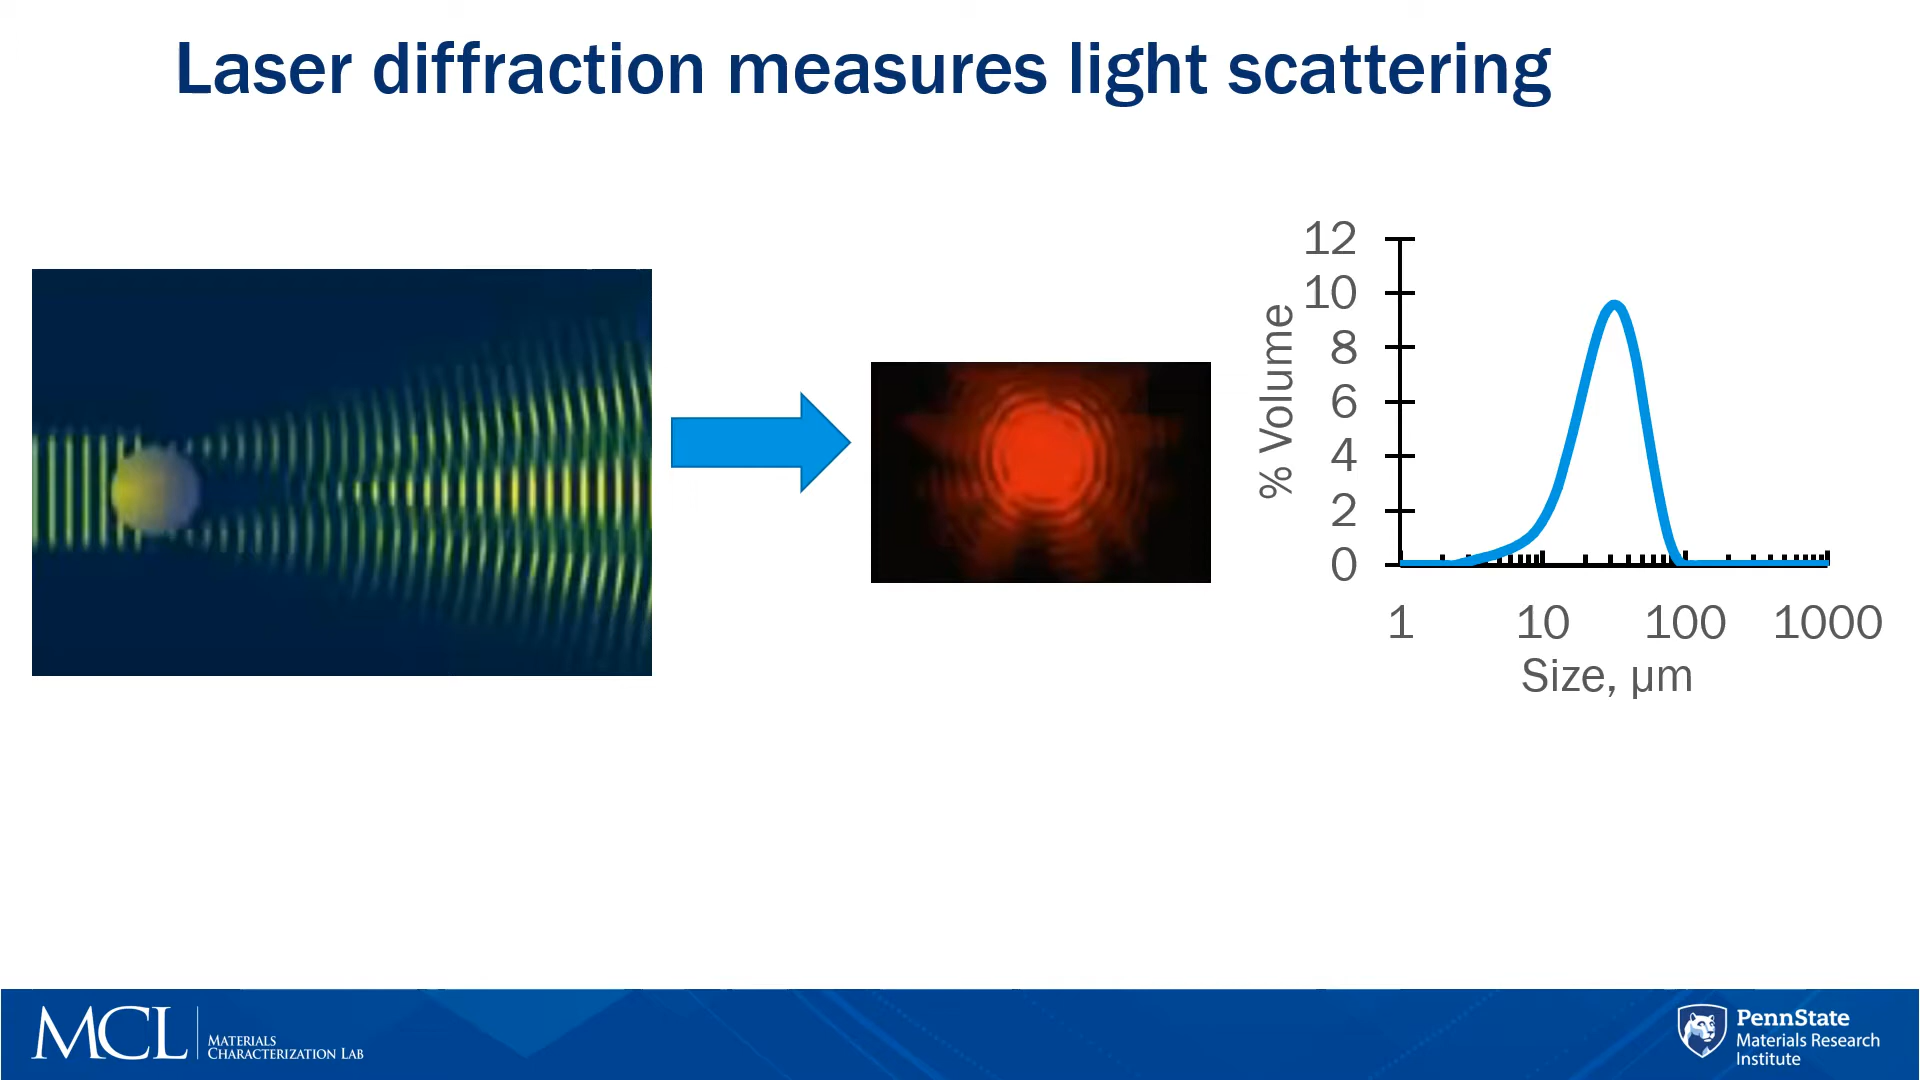 Laser diffraction measures light scattering
% Volume
12
10
8
6
4
2
0
1 10 100 1000
Size, µm
MCL
MATERIALS
CHARACTERIZATION LAB
PennState
Materials Research
Institute